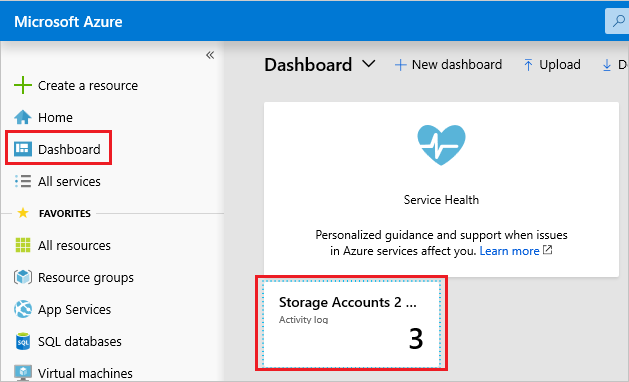 Microsoft Azure
«
Create a resource
Home
Dashboard
All services
FAVORITES
All resources
Resource groups
App Services
SQL databases
Virtual machines
Dashboard
New dashboard
Upload
Service Health
Personalized guidance and support when issues
in Azure services affect you. Learn more
Storage Accounts 2 ...
Activity log
3